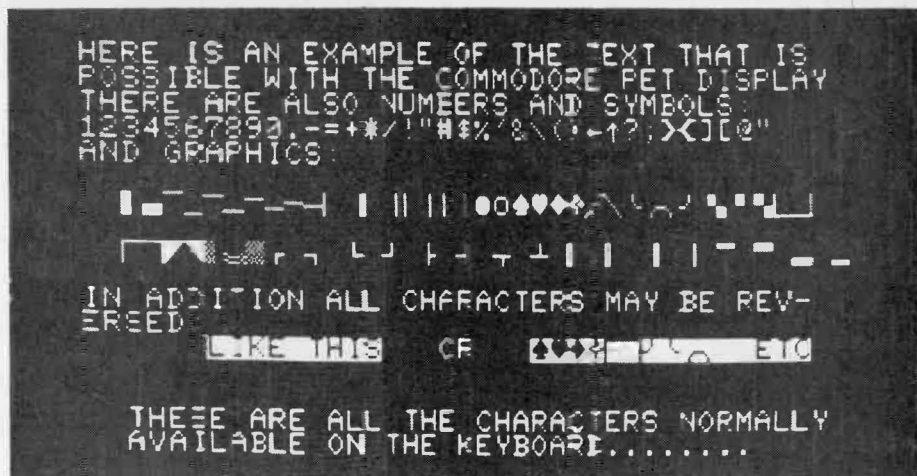 HERE IS AN EXAMPLE OF THE TEXT THAT IS
POSSIBLE WITH THE COMMODORE PET DISPLAY
THERE ARE ALSO NUMBERS AND SYMBOLS:
1234567890.-=+*/!"#$%'&\():←↑?;><][@"
AND GRAPHICS:
IN ADDITION ALL CHARACTERS MAY BE REV-
ERSED
LIKE THIS OR ♠♥♦ ETC
THESE ARE ALL THE CHARACTERS NORMALLY
AVAILABLE ON THE KEYBOARD........